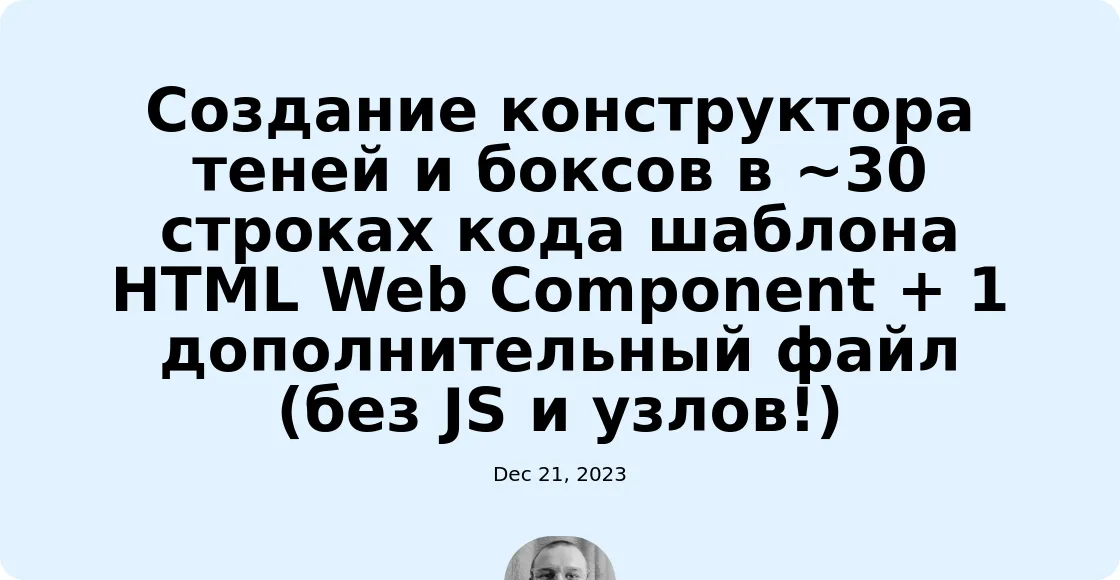 Создание конструктора
теней и боксов в ~30
строках кода шаблона
HTML Web Component + 1
дополнительный файл
(без JS и узлов!)
Dec 21, 2023